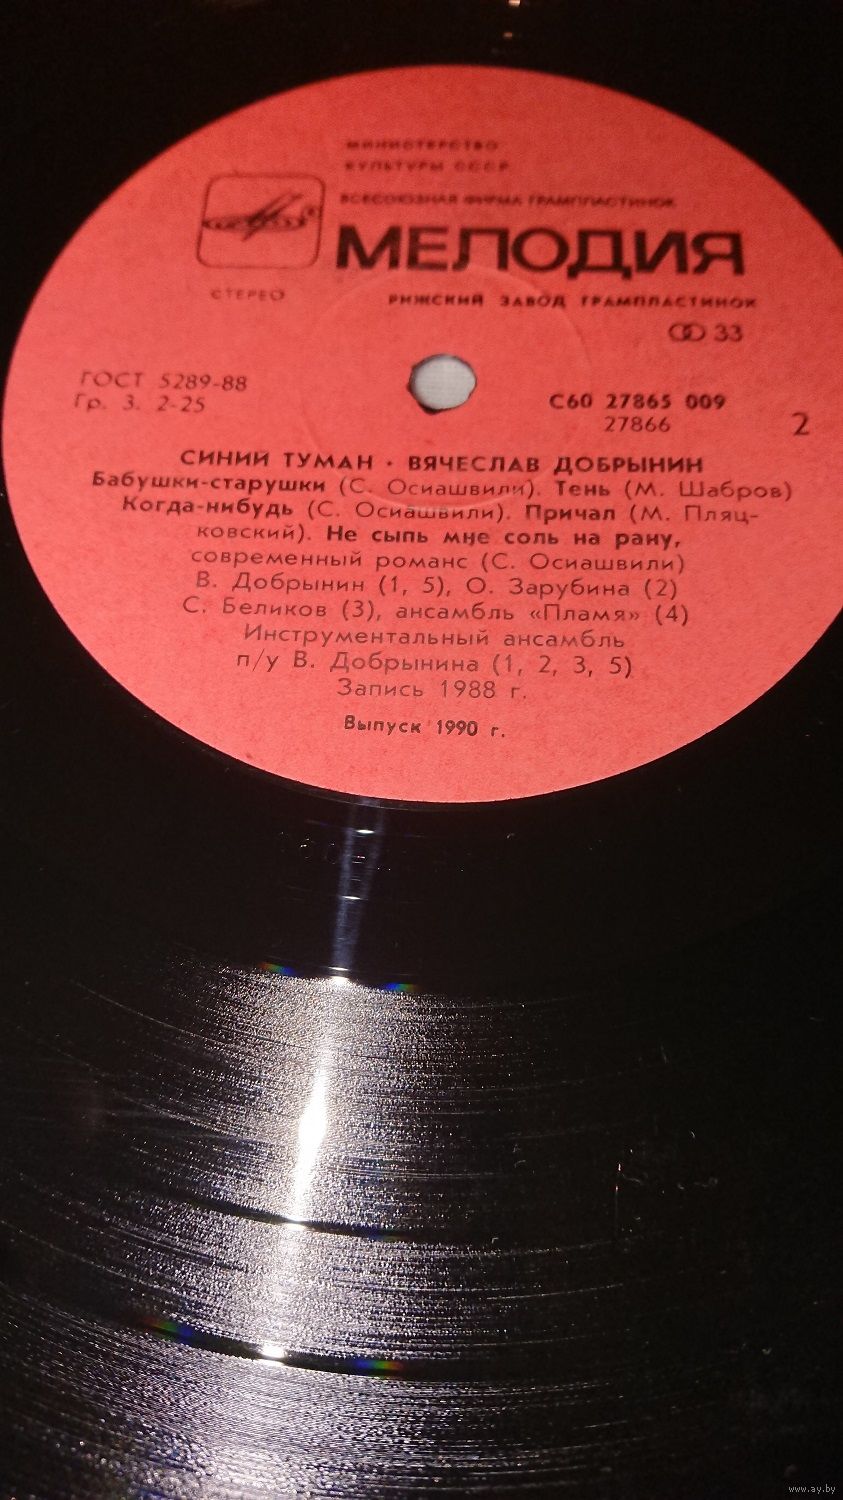 МИНИСТЕРСТВО
КУЛЬТУРЫ СССР
ВСЕСОЮЗНАЯ ФИРМА ГРАМПЛАСТИНОК
МЕЛОДИЯ
СТЕРЕО
РИЖСКИЙ ЗАВОД ГРАМПЛАСТИНОК
33
ГОСТ 5289-88
Гр. 3. 2-25
С60 27865 009
27866
2
СИНИЙ ТУМАН · ВЯЧЕСЛАВ ДОБРЫНИН
Бабушки-старушки (С. Осиашвили). Тень (М. Шабров)
Когда-нибудь (С. Осиашвили). Причал (М. Пляц-
ковский). Не сыпь мне соль на рану,
современный романс (С. Осиашвили)
В. Добрынин (1, 5), О. Зарубина (2)
С. Беликов (3), ансамбль «Пламя» (4)
Инструментальный ансамбль
п/у В. Добрынина (1, 2, 3, 5)
Запись 1988 г.
Выпуск 1990 г.
www.ay.by